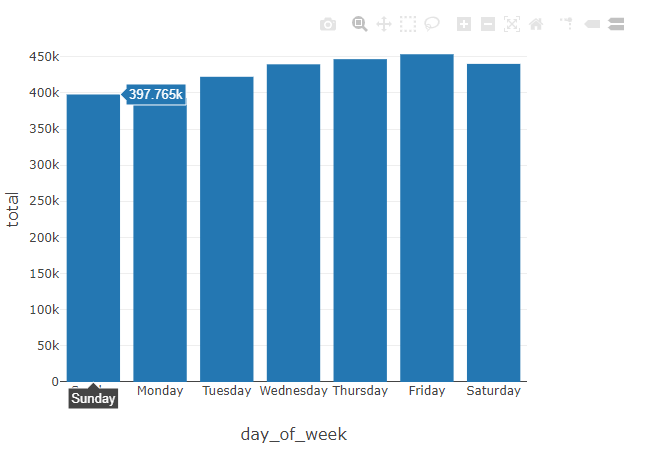 450k
400k
350k
300k
250k
200k
150k
100k
50k
0
total
397.765k
Sunday
Monday
Tuesday
Wednesday
Thursday
Friday
Saturday
day_of_week